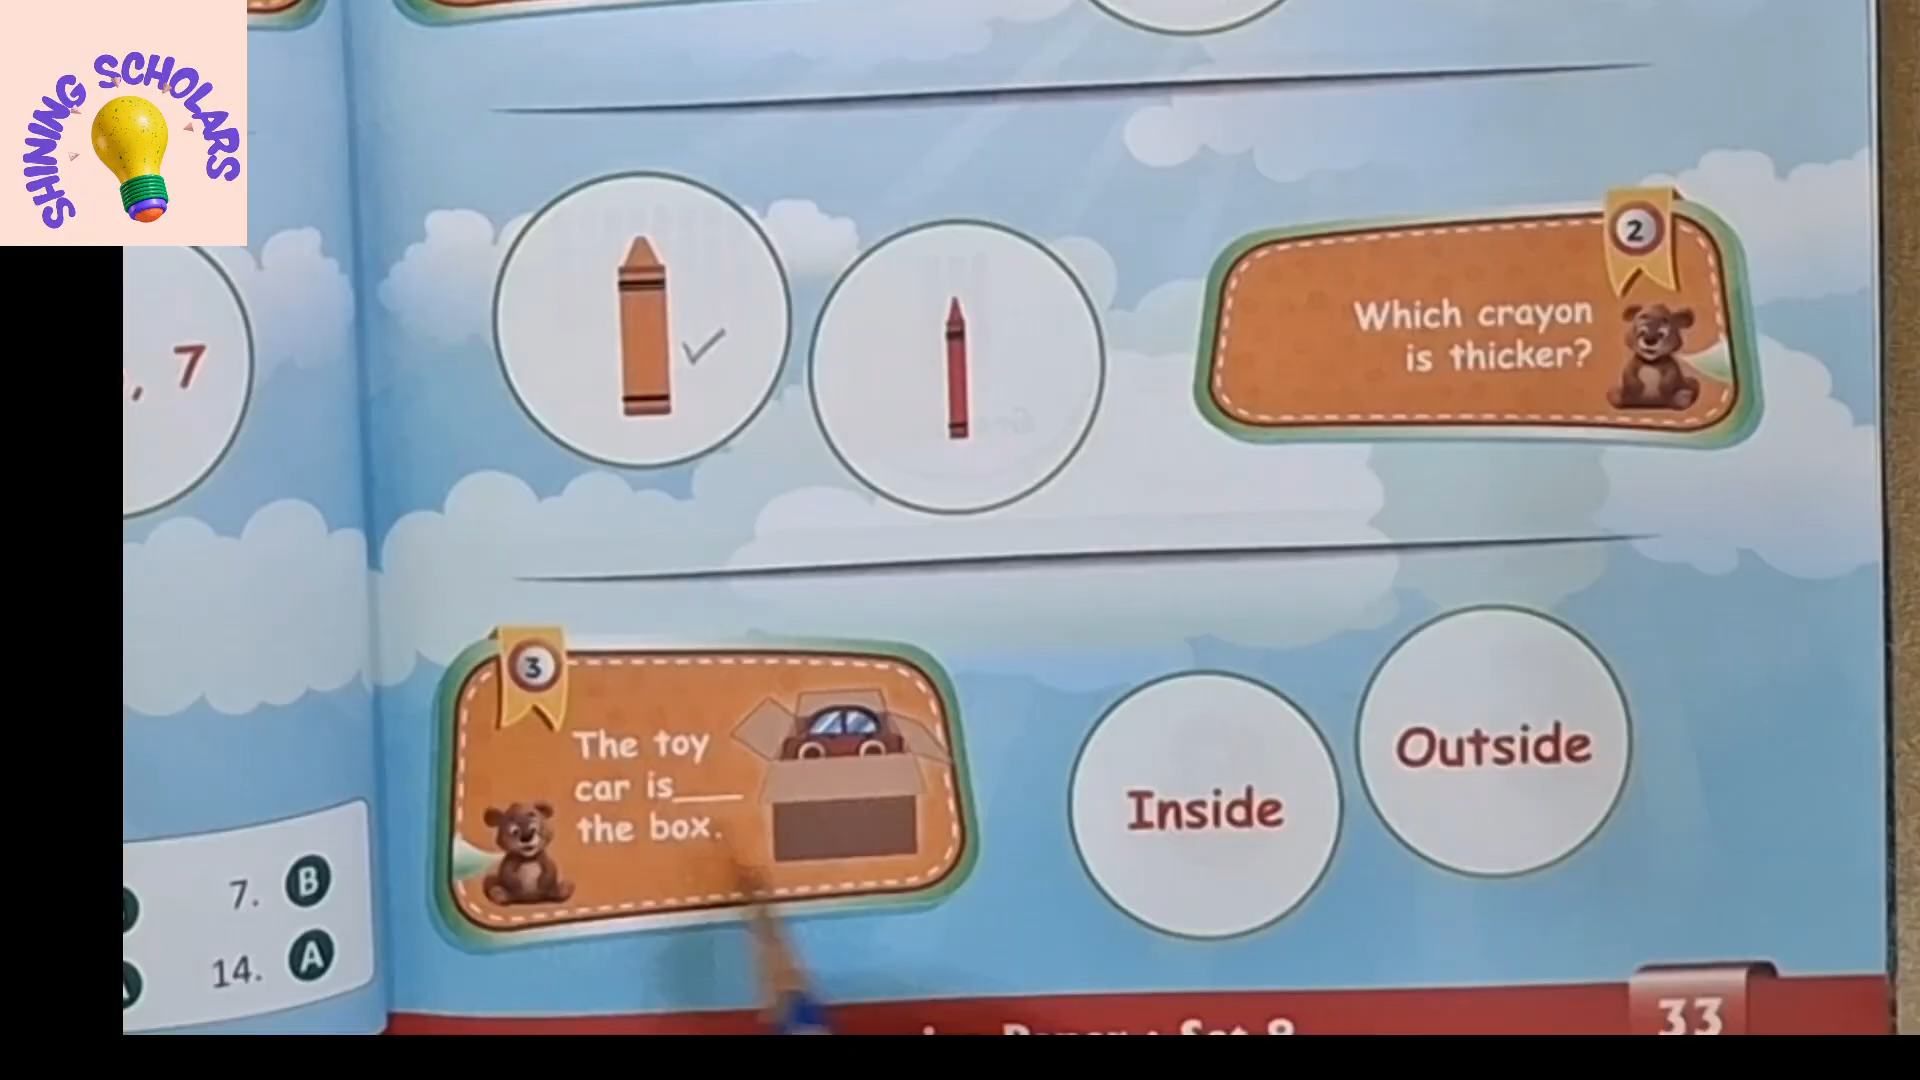 SHINING SCHOLARS
, 7
2
Which crayon
is thicker?
3
The toy
car is____
the box.
Inside
Outside
7. B
14. A
33